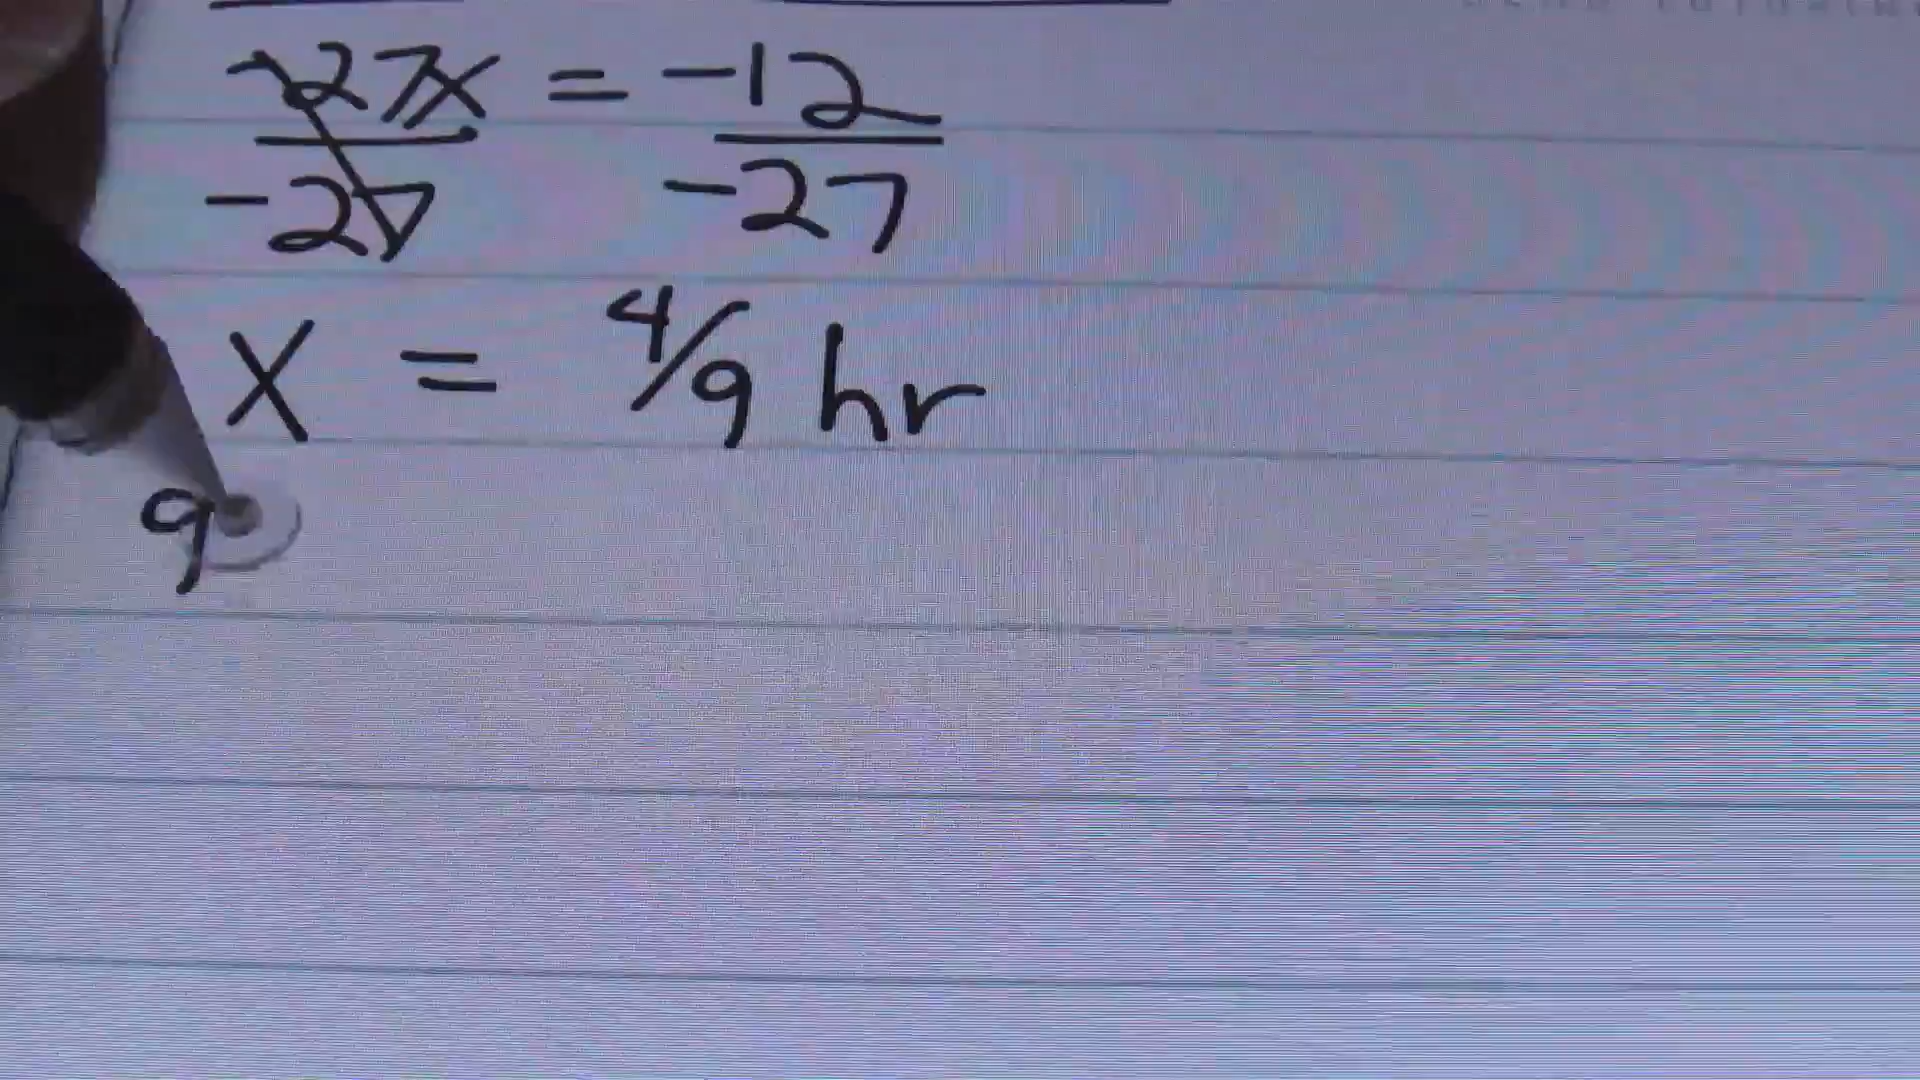 -27x = -12
-27 -27
x = 4/9 hr
9